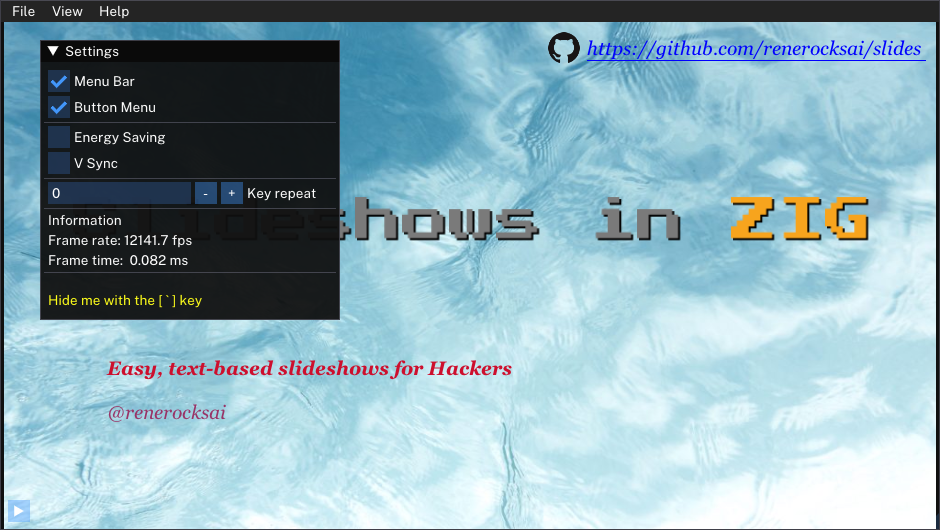 File View Help
Settings
https://github.com/renerocksai/slides
Menu Bar
Button Menu
Energy Saving
V Sync
0 - + Key repeat
Slideshows in ZIG
Information
Frame rate: 12141.7 fps
Frame time: 0.082 ms
Hide me with the [`] key
Easy, text-based slideshows for Hackers
@renerocksai